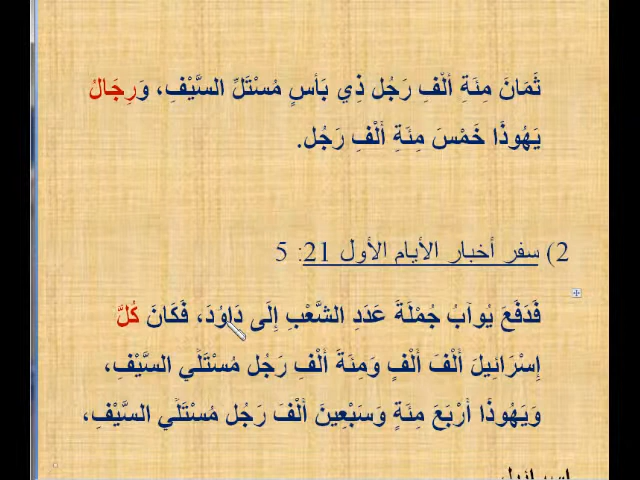 ثَمَانَ مِئَةِ أَلْفِ رَجُل ذِي بَأْسٍ مُسْتَلِّ السَّيْفِ، وَرِجَالُ
يَهُوذَا خَمْسَ مِئَةِ أَلْفِ رَجُل.
2) سفر أخبار الأيام الأول 21: 5
فَدَفَعَ يُوآبُ جُمْلَةَ عَدَدِ الشَّعْبِ إِلَى دَاوُدَ، فَكَانَ كُلَّ
إِسْرَائِيلَ أَلْفَ أَلْفٍ وَمِئَةَ أَلْفِ رَجُل مُسْتَلِّي السَّيْفِ،
وَيَهُوذَا أَرْبَعَ مِئَةٍ وَسَبْعِينَ أَلْفَ رَجُل مُسْتَلِّي السَّيْفِ،